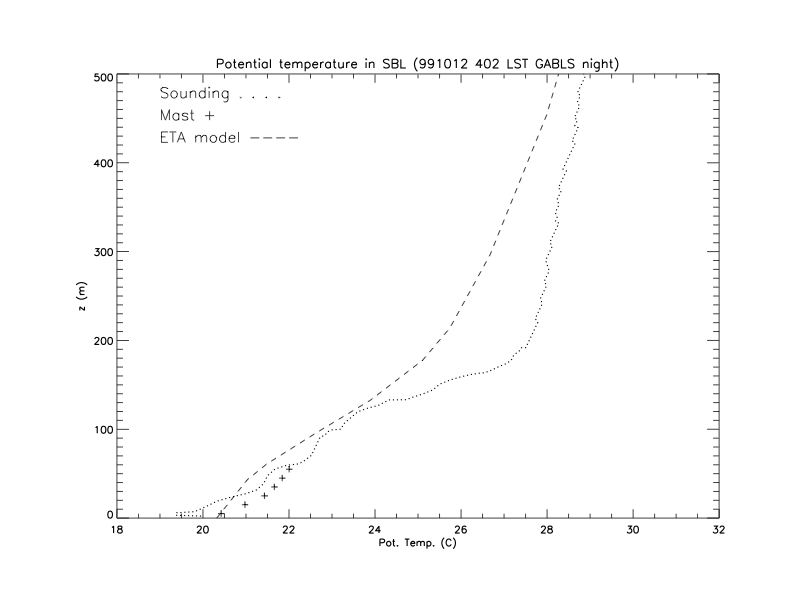 Potential temperature in SBL (991012 402 LST GABLS night)
Sounding . . . .
Mast +
ETA model -----
500
400
300
200
100
0
z (m)
18 20 22 24 26 28 30 32
Pot. Temp. (C)